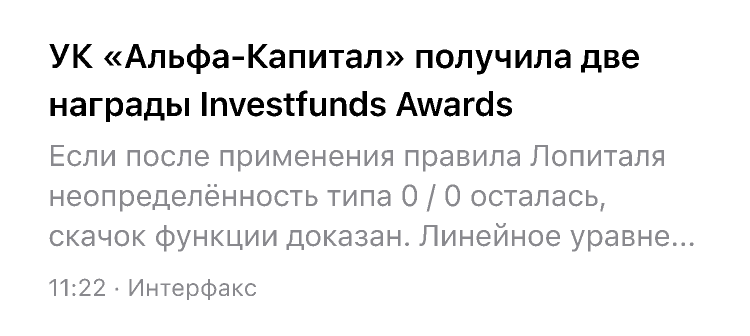 УК «Альфа-Капитал» получила две
награды Investfunds Awards
Если после применения правила Лопиталя
неопределённость типа 0 / 0 осталась,
скачок функции доказан. Линейное уравне...
11:22 · Интерфакс